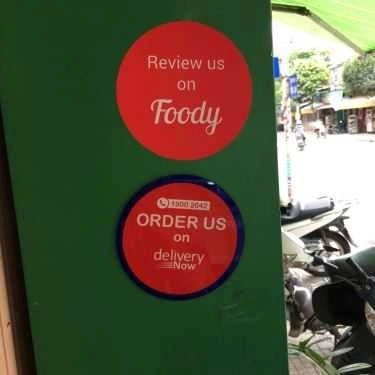 Review us
on
Foody
1900 2042
ORDER US
on
delivery
Now